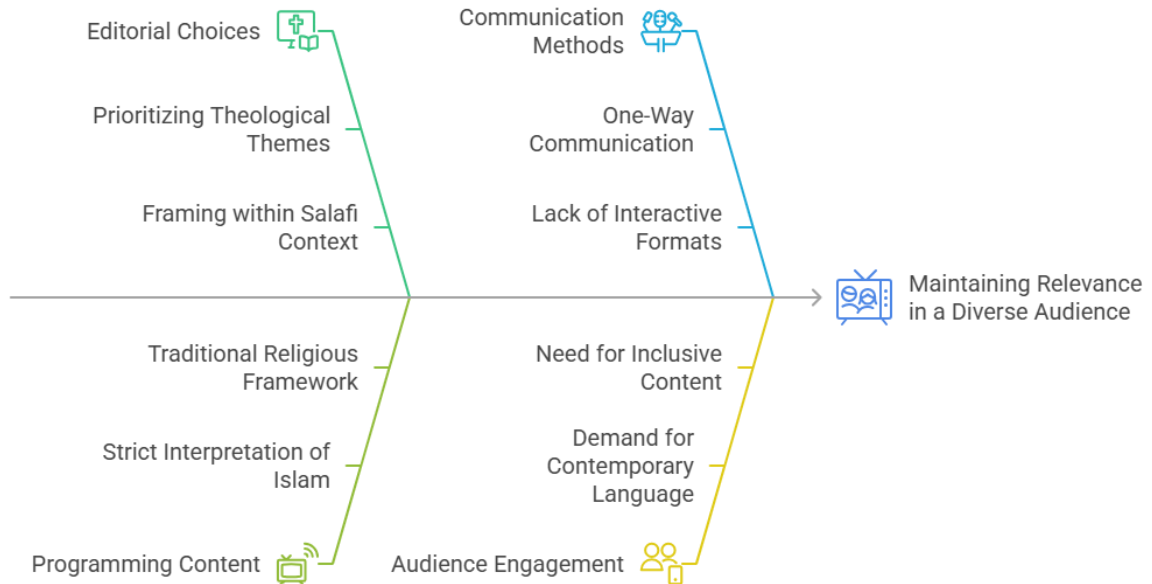 Editorial Choices
Prioritizing Theological
Themes
Framing within Salafi
Context
Communication
Methods
One-Way
Communication
Lack of Interactive
Formats
Maintaining Relevance
in a Diverse Audience
Traditional Religious
Framework
Strict Interpretation of
Islam
Programming Content
Need for Inclusive
Content
Demand for
Contemporary
Language
Audience Engagement